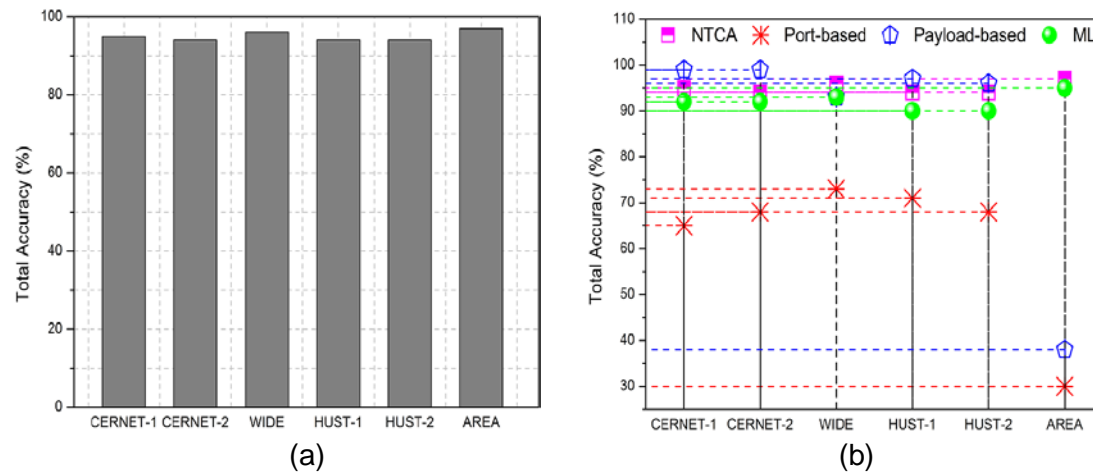 Total Accuracy (%)
100
80
60
40
20
0
CERNET-1 CERNET-2 WIDE HUST-1 HUST-2 AREA
(a)
NTCA Port-based Payload-based ML
Total Accuracy (%)
110
100
90
80
70
60
50
40
30
CERNET-1 CERNET-2 WIDE HUST-1 HUST-2 AREA
(b)